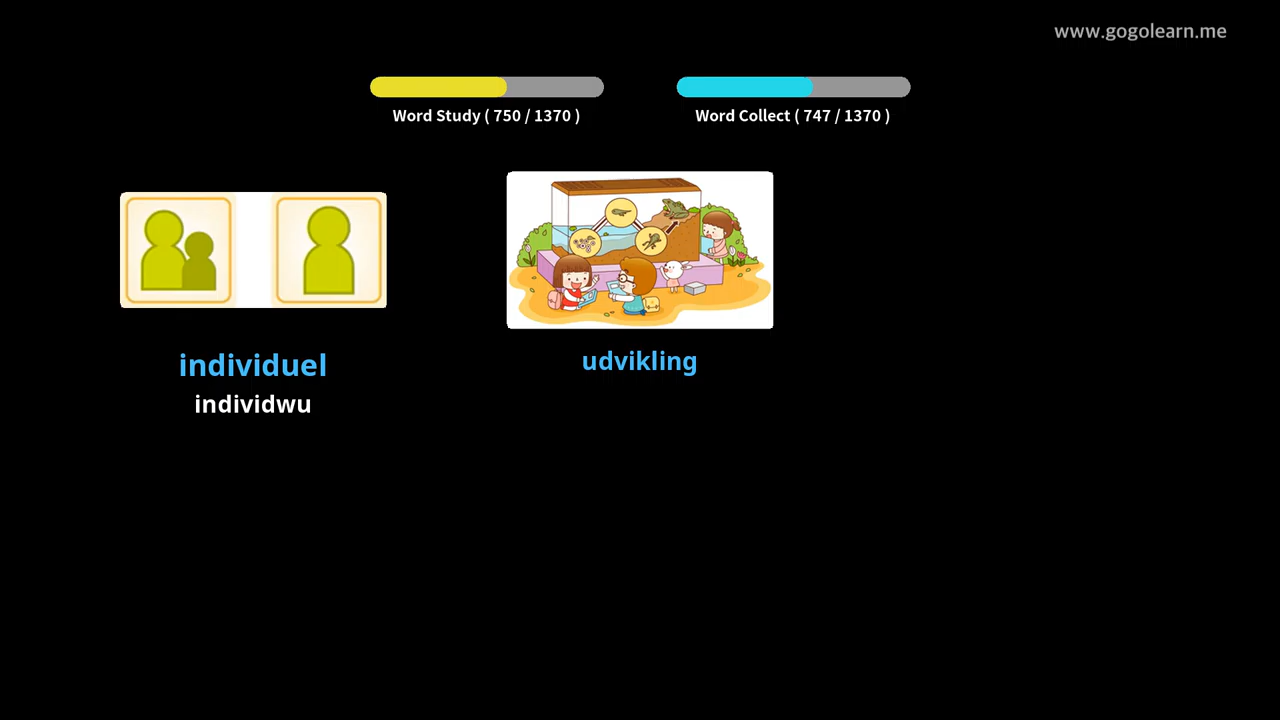 www.gogolearn.me
Word Study ( 750 / 1370 )
Word Collect ( 747 / 1370 )
individuel
individwu
udvikling